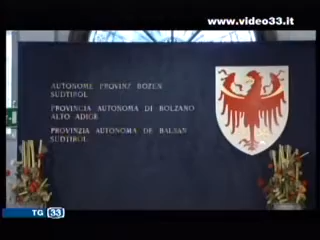 www.video33.it
AUTONOME PROVINZ BOZEN
SÜDTIROL
PROVINCIA AUTONOMA DI BOLZANO
ALTO ADIGE
PROVINZIA AUTONOMA DE BALSAN
SÜDTIROL
TG 33